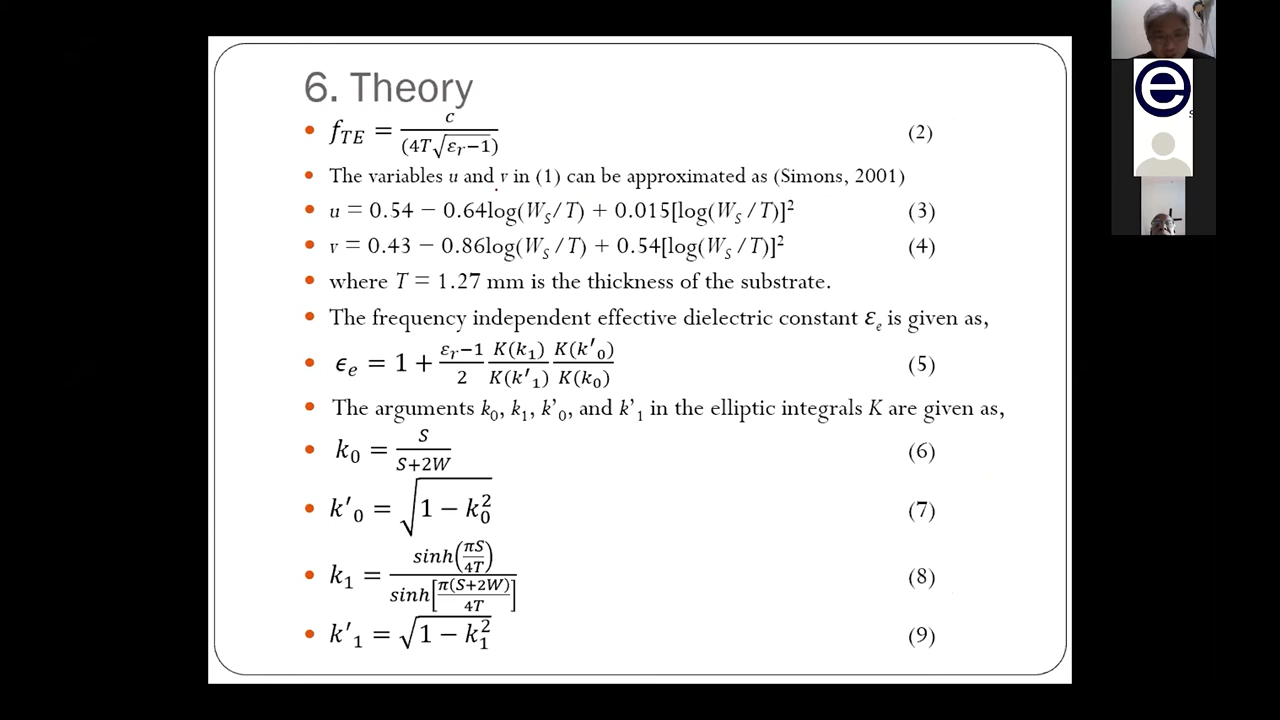 6. Theory
• f_TE = c / (4T√(ε_r−1)) (2)
• The variables u and v in (1) can be approximated as (Simons, 2001)
• u = 0.54 − 0.64log(W_S/T) + 0.015[log(W_S/T)]² (3)
• v = 0.43 − 0.86log(W_S/T) + 0.54[log(W_S/T)]² (4)
• where T = 1.27 mm is the thickness of the substrate.
• The frequency independent effective dielectric constant ε_e is given as,
• ϵ_e = 1 + (ε_r−1)/2 K(k_1)/K(k'_1) K(k'_0)/K(k_0) (5)
• The arguments k_0, k_1, k'_0, and k'_1 in the elliptic integrals K are given as,
• k_0 = S/(S+2W) (6)
• k'_0 = √(1 − k_0²) (7)
• k_1 = sinh(πS/4T) / sinh[π(S+2W)/4T] (8)
• k'_1 = √(1 − k_1²) (9)
e